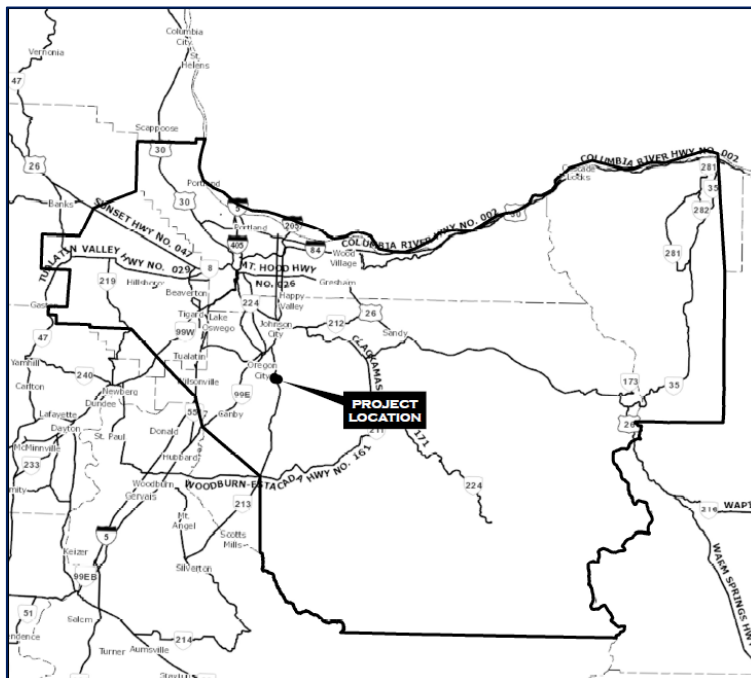 Columbia
City
St.
Helens
Vernonia
47
Scappoose
30
26
COLUMBIA RIVER HWY NO. 002
Cascade
Locks
281
35
Portland
30
5
205
Banks
SUNSET HWY NO. 047
Portland
282
30
COLUMBIA RIVER HWY NO. 002
405
84
Wood
Village
281
TUALATIN VALLEY
HWY NO. 029
8
MT. HOOD HWY
NO. 026
219
Hillsboro
Beaverton
Gresham
Happy
Valley
224
26
Tigard
Lake
Oswego
Johnson
City
212
Sandy
99W
47
Tualatin
CLACKAMAS
Yamhill
Oregon
City
240
Wilsonville
173
35
Carlton
Newberg
99E
PROJECT
LOCATION
Dundee
Canby
Lafayette
55
26
Dayton
St. Paul
Donald
211
171
McMinnville
Hubbard
233
WOODBURN-ESTACADA HWY NO. 161
Woodburn
224
Gervais
213
216
WAPT
Mt.
Angel
Scotts
Mills
5
Keizer
WARM SPRINGS HWY
99EB
Silverton
51
Salem
214
Turner
Aumsville